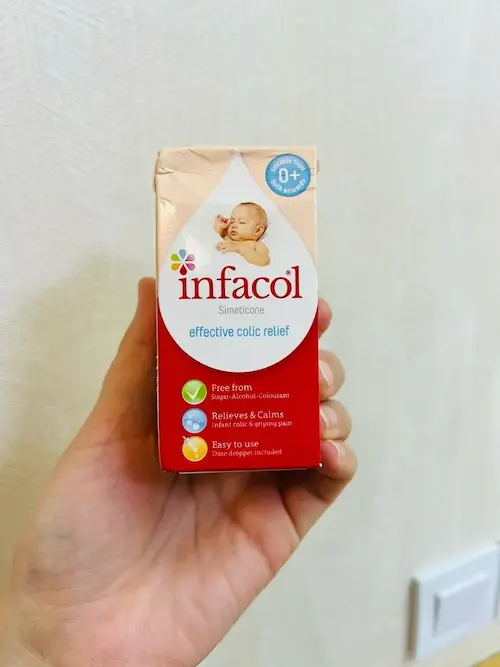 suitable from
0+
birth onwards
infacol®
Simeticone
effective colic relief
Free from
Sugar-Alcohol-Colourant
Relieves & Calms
Infant colic & griping pain
Easy to use
Dose dropper included